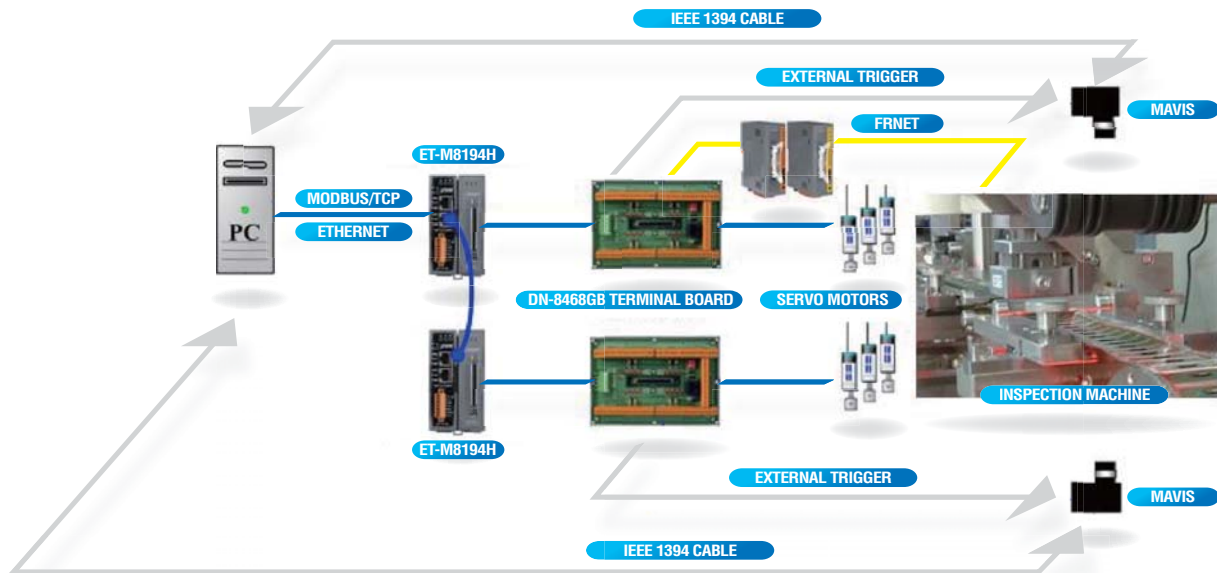 IEEE 1394 CABLE
EXTERNAL TRIGGER
MAVIS
FRNET
ET-M8194H
MODBUS/TCP
ETHERNET
PC
DN-8468GB TERMINAL BOARD
SERVO MOTORS
INSPECTION MACHINE
ET-M8194H
EXTERNAL TRIGGER
MAVIS
IEEE 1394 CABLE